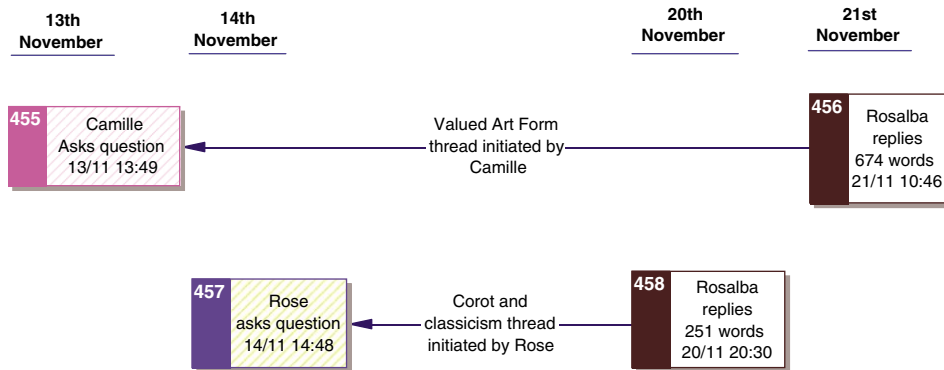 13th
November
14th
November
20th
November
21st
November
455
Camille
Asks question
13/11 13:49
Valued Art Form
thread initiated by
Camille
456
Rosalba
replies
674 words
21/11 10:46
457
Rose
asks question
14/11 14:48
Corot and
classicism thread
initiated by Rose
458
Rosalba
replies
251 words
20/11 20:30